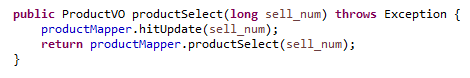 public ProductVO productSelect(long sell_num) throws Exception {
    productMapper.hitUpdate(sell_num);
    return productMapper.productSelect(sell_num);
}